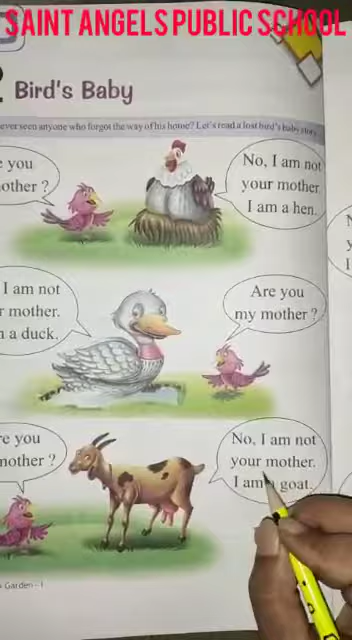 SAINT ANGELS PUBLIC SCHOOL
Bird's Baby
ever seen anyone who forgot the way of his home? Let's read a lost bird's baby story.
you
other ?
No, I am not
your mother
I am a hen.
I am not
mother.
a duck.
Are you
my mother ?
you
mother ?
No, I am not
your mother.
I am a goat.
Garden - 1